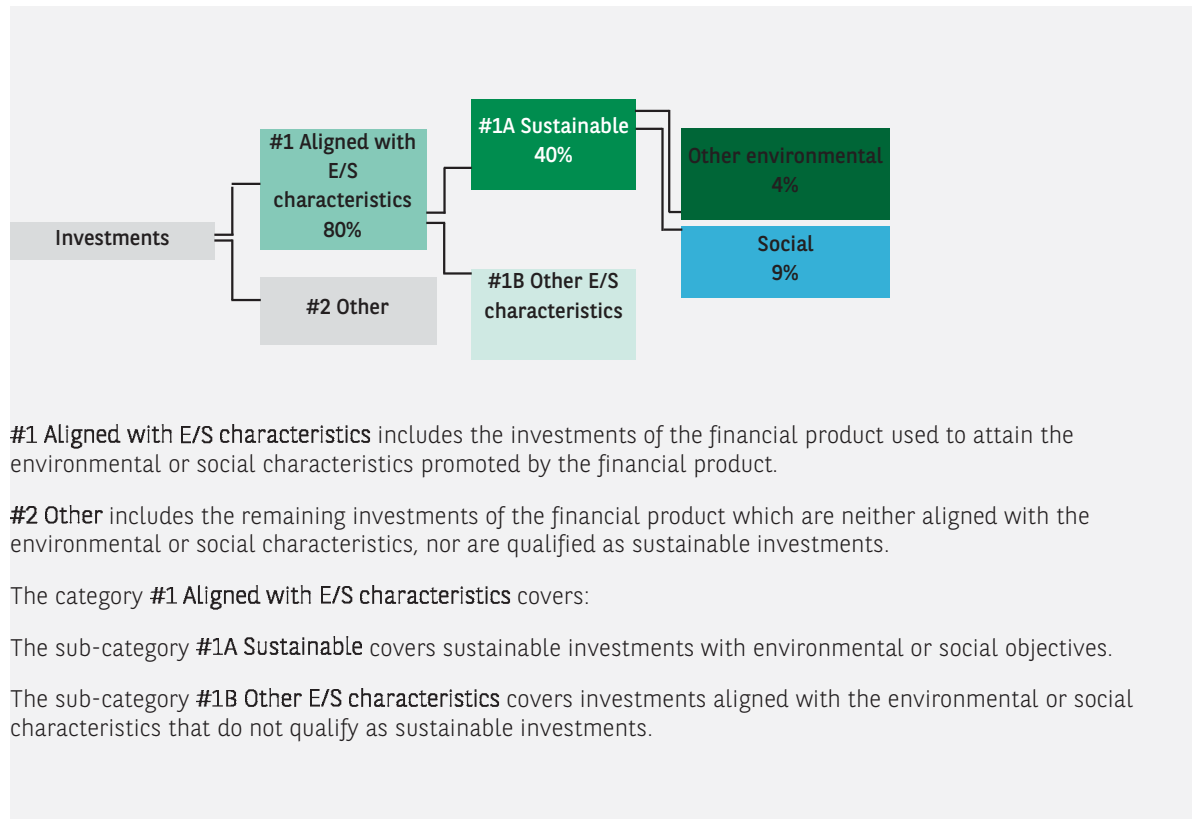 #1A Sustainable
40%
#1 Aligned with
E/S
characteristics
80%
Other environmental
4%
Investments
Social
9%
#2 Other
#1B Other E/S
characteristics
#1 Aligned with E/S characteristics includes the investments of the financial product used to attain the
environmental or social characteristics promoted by the financial product.
#2 Other includes the remaining investments of the financial product which are neither aligned with the
environmental or social characteristics, nor are qualified as sustainable investments.
The category #1 Aligned with E/S characteristics covers:
The sub-category #1A Sustainable covers sustainable investments with environmental or social objectives.
The sub-category #1B Other E/S characteristics covers investments aligned with the environmental or social
characteristics that do not qualify as sustainable investments.